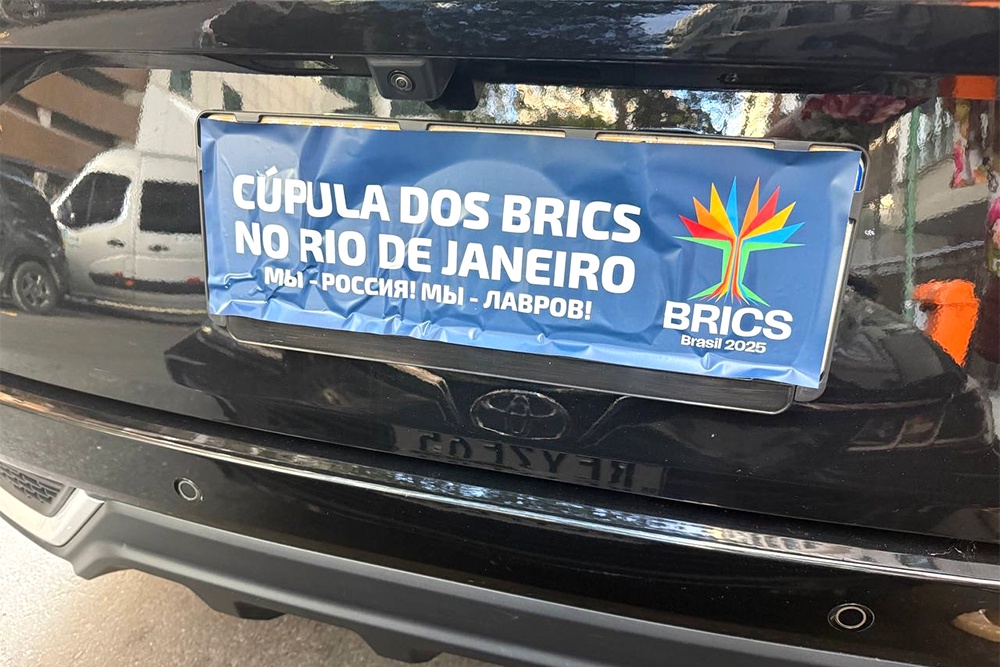 CÚPULA DOS BRICS
NO RIO DE JANEIRO
МЫ - РОССИЯ! МЫ - ЛАВРОВ!
BRICS
Brasil 2025